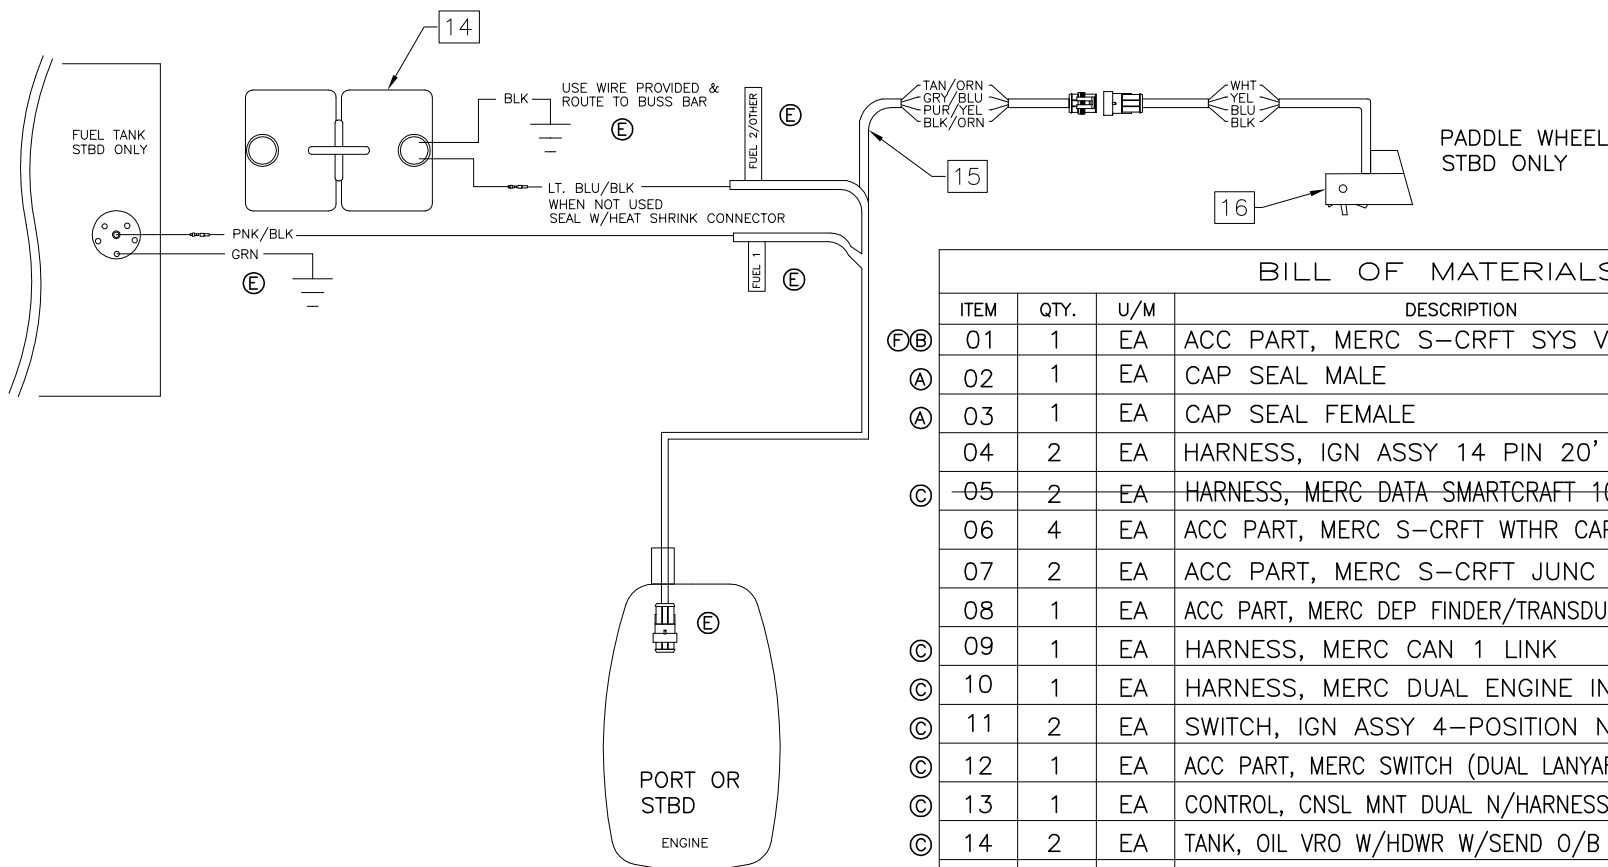 14
FUEL TANK
STBD ONLY
BLK
USE WIRE PROVIDED &
ROUTE TO BUSS BAR
E
FUEL 2/OTHER
E
LT. BLU/BLK
WHEN NOT USED
SEAL W/HEAT SHRINK CONNECTOR
PNK/BLK
GRN
E
FUEL 1
E
TAN/ORN
GRY/BLU
PUR/YEL
BLK/ORN
WHT
YEL
BLU
BLK
15
16
PADDLE WHEEL
STBD ONLY
E
PORT OR
STBD
ENGINE
BILL OF MATERIALS
ITEM QTY. U/M DESCRIPTION
F B 01 1 EA ACC PART, MERC S-CRFT SYS V
A 02 1 EA CAP SEAL MALE
A 03 1 EA CAP SEAL FEMALE
04 2 EA HARNESS, IGN ASSY 14 PIN 20'
C 05 2 EA HARNESS, MERC DATA SMARTCRAFT 10
06 4 EA ACC PART, MERC S-CRFT WTHR CAP
07 2 EA ACC PART, MERC S-CRFT JUNC
08 1 EA ACC PART, MERC DEP FINDER/TRANSDU
C 09 1 EA HARNESS, MERC CAN 1 LINK
C 10 1 EA HARNESS, MERC DUAL ENGINE IN
C 11 2 EA SWITCH, IGN ASSY 4-POSITION N
C 12 1 EA ACC PART, MERC SWITCH (DUAL LANYAR
C 13 1 EA CONTROL, CNSL MNT DUAL N/HARNESS
C 14 2 EA TANK, OIL VRO W/HDWR W/SEND O/B